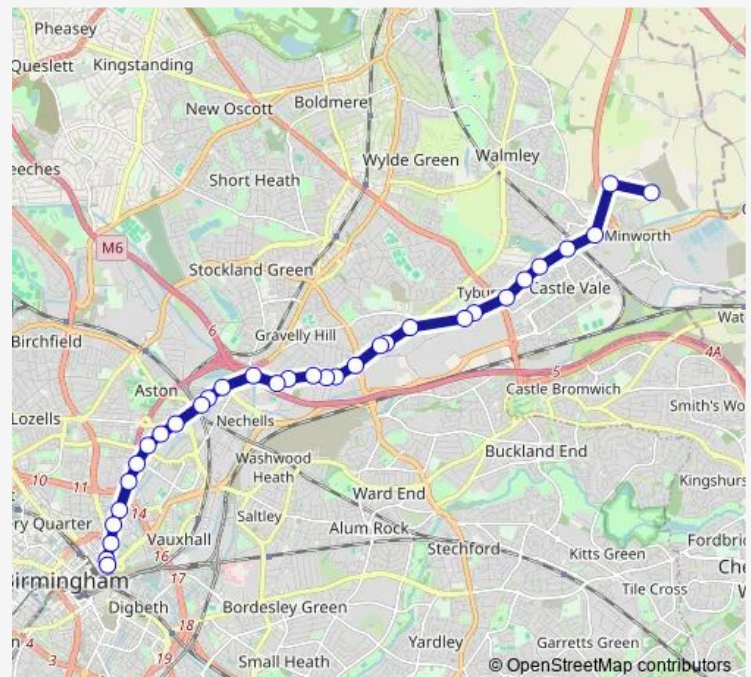 Pheasey
Queslett
Kingstanding
New Oscott
Boldmere
eeches
Wylde Green
Walmley
Short Heath
M6
Minworth
Stockland Green
Castle Vale
Gravelly Hill
6
Birchfield
Wat
4A
Aston
5
Castle Bromwich
Smith's Wo
Lozells
Nechells
Buckland End
Washwood
Heath
10
11
Ward End
Kingshurs
14
ry Quarter
Saltley
Alum Rock
Vauxhall
Stechford
Kitts Green
Fordbric
Che
W
16
irmingham
17
Tile Cross
Digbeth
Bordesley Green
18
n
4
3
19
Small Heath
Yardley
Garretts Green
© OpenStreetMap contributors